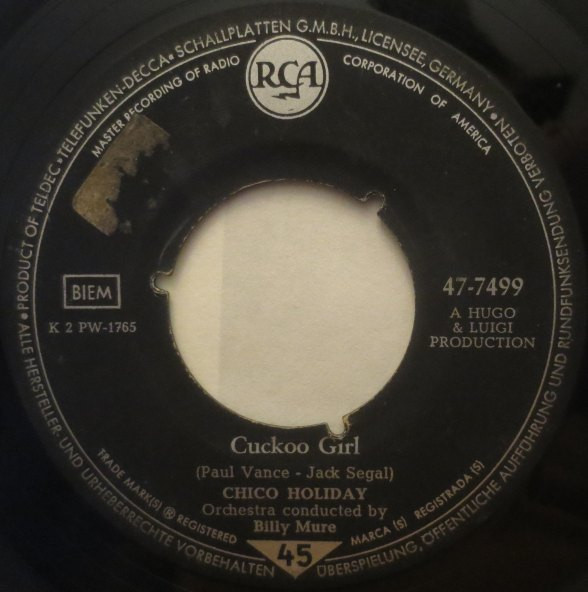 PRODUCT OF TELDEC • TELEFUNKEN-DECCA • SCHALLPLATTEN G.M.B.H., LICENSEE, GERMANY •
MASTER RECORDING OF RADIO CORPORATION OF AMERICA
RCA
BIEM
K 2 PW-1765
47-7499
A HUGO
& LUIGI
PRODUCTION
Cuckoo Girl
(Paul Vance - Jack Segal)
CHICO HOLIDAY
Orchestra conducted by
Billy Mure
TRADE MARK(S) ® REGISTERED
MARCA (S) REGISTRADA (S)
45
ALLE HERSTELLER- UND URHEBERRECHTE VORBEHALTEN
ÜBERSPIELUNG, ÖFFENTLICHE AUFFÜHRUNG UND RUNDFUNKSENDUNG VERBOTEN